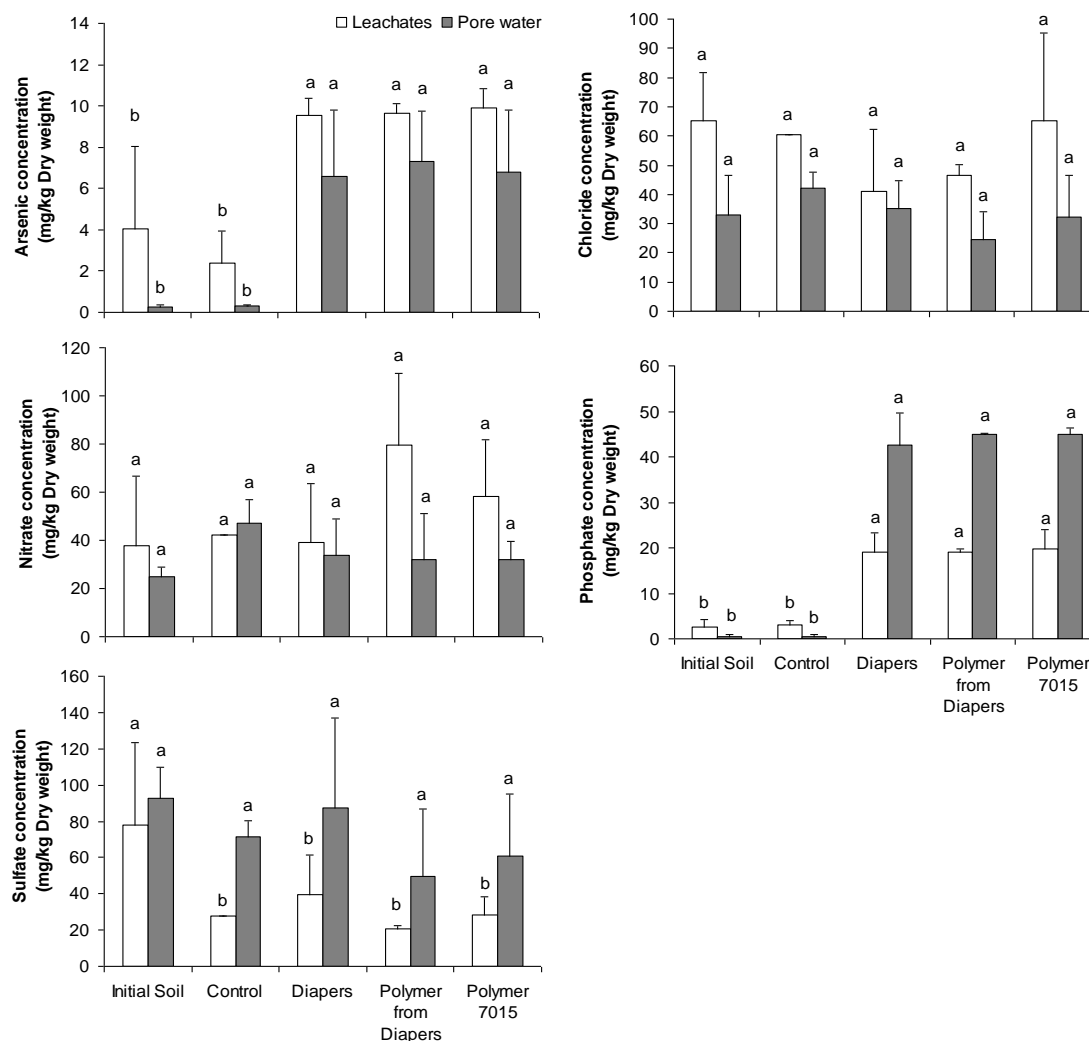 Leachates Pore water
Arsenic concentration
(mg/kg Dry weight)
14
12
10
8
6
4
2
0
b
b
b
b
a
a
a
a
a
a
Chloride concentration
(mg/kg Dry weight)
100
90
80
70
60
50
40
30
20
10
0
a
a
a
a
a
a
a
a
a
a
Nitrate concentration
(mg/kg Dry weight)
120
100
80
60
40
20
0
a
a
a
a
a
a
a
a
a
a
Phosphate concentration
(mg/kg Dry weight)
60
50
40
30
20
10
0
b
b
b
b
a
a
a
a
a
a
Initial Soil
Control
Diapers
Polymer
from
Diapers
Polymer
7015
Sulfate concentration
(mg/kg Dry weight)
160
140
120
100
80
60
40
20
0
a
a
b
a
b
a
b
a
b
a
Initial Soil
Control
Diapers
Polymer
from
Diapers
Polymer
7015